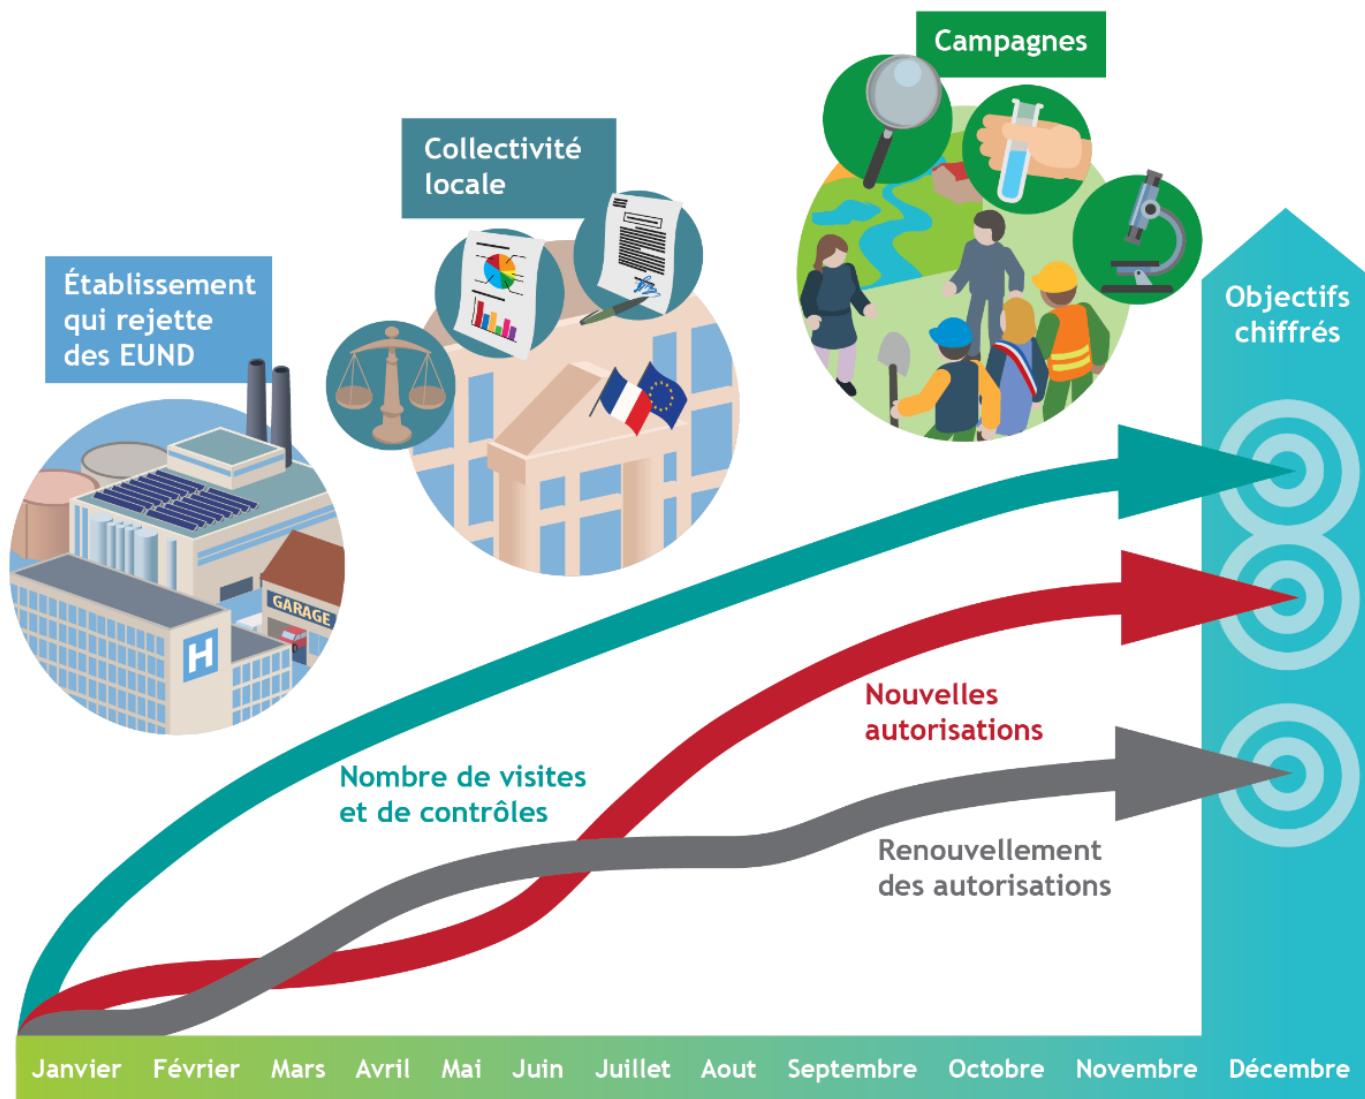 Campagnes
Collectivité
locale
Établissement
qui rejette
des EUND
Objectifs
chiffrés
GARAGE
H
Nouvelles
autorisations
Nombre de visites
et de contrôles
Renouvellement
des autorisations
Janvier Février Mars Avril Mai Juin Juillet Aout Septembre Octobre Novembre Décembre